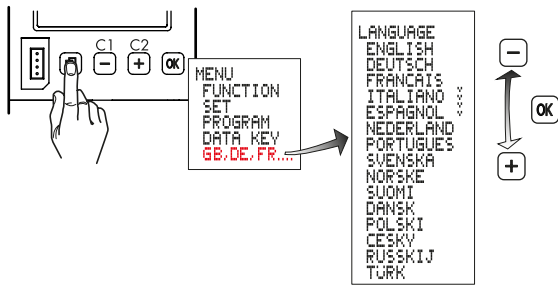 C1 C2
− + OK
MENU
FUNCTION
SET
PROGRAM
DATA KEY
GB,DE,FR....
LANGUAGE
ENGLISH
DEUTSCH
FRANCAIS
ITALIANO
ESPAGNOL
NEDERLAND
PORTUGUES
SVENSKA
NORSKE
SUOMI
DANSK
POLSKI
CESKY
RUSSKIJ
TURK
−
OK
+